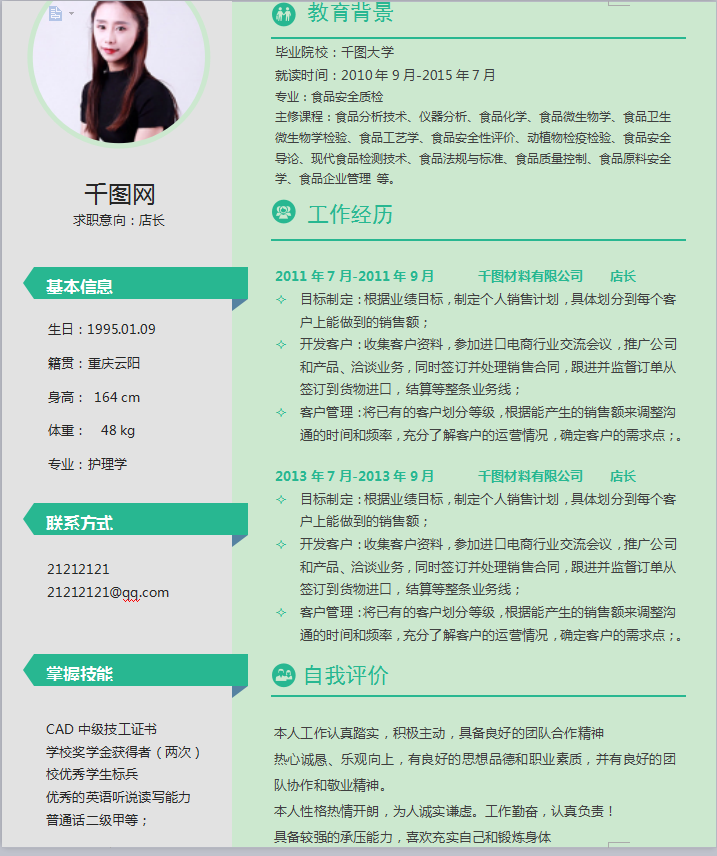 千图网
求职意向：店长
基本信息
生日：1995.01.09
籍贯：重庆云阳
身高： 164 cm
体重： 48 kg
专业：护理学
联系方式
21212121
21212121@qq.com
掌握技能
CAD 中级技工证书
学校奖学金获得者（两次）
校优秀学生标兵
优秀的英语听说读写能力
普通话二级甲等；
教育背景
毕业院校：千图大学
就读时间：2010 年 9 月-2015 年 7 月
专业：食品安全质检
主修课程：食品分析技术、仪器分析、食品化学、食品微生物学、食品卫生
微生物学检验、食品工艺学、食品安全性评价、动植物检疫检验、食品安全
导论、现代食品检测技术、食品法规与标准、食品质量控制、食品原料安全
学、食品企业管理 等。
工作经历
2011 年 7 月-2011 年 9 月 千图材料有限公司 店长
目标制定：根据业绩目标，制定个人销售计划，具体划分到每个客
户上能做到的销售额；
开发客户：收集客户资料，参加进口电商行业交流会议，推广公司
和产品、洽谈业务，同时签订并处理销售合同，跟进并监督订单从
签订到货物进口，结算等整条业务线；
客户管理：将已有的客户划分等级，根据能产生的销售额来调整沟
通的时间和频率，充分了解客户的运营情况，确定客户的需求点；。
2013 年 7 月-2013 年 9 月 千图材料有限公司 店长
目标制定：根据业绩目标，制定个人销售计划，具体划分到每个客
户上能做到的销售额；
开发客户：收集客户资料，参加进口电商行业交流会议，推广公司
和产品、洽谈业务，同时签订并处理销售合同，跟进并监督订单从
签订到货物进口，结算等整条业务线；
客户管理：将已有的客户划分等级，根据能产生的销售额来调整沟
通的时间和频率，充分了解客户的运营情况，确定客户的需求点；。
自我评价
本人工作认真踏实，积极主动，具备良好的团队合作精神
热心诚恳、乐观向上，有良好的思想品德和职业素质，并有良好的团
队协作和敬业精神。
本人性格热情开朗，为人诚实谦虚。工作勤奋，认真负责！
具备较强的承压能力，喜欢充实自己和锻炼身体